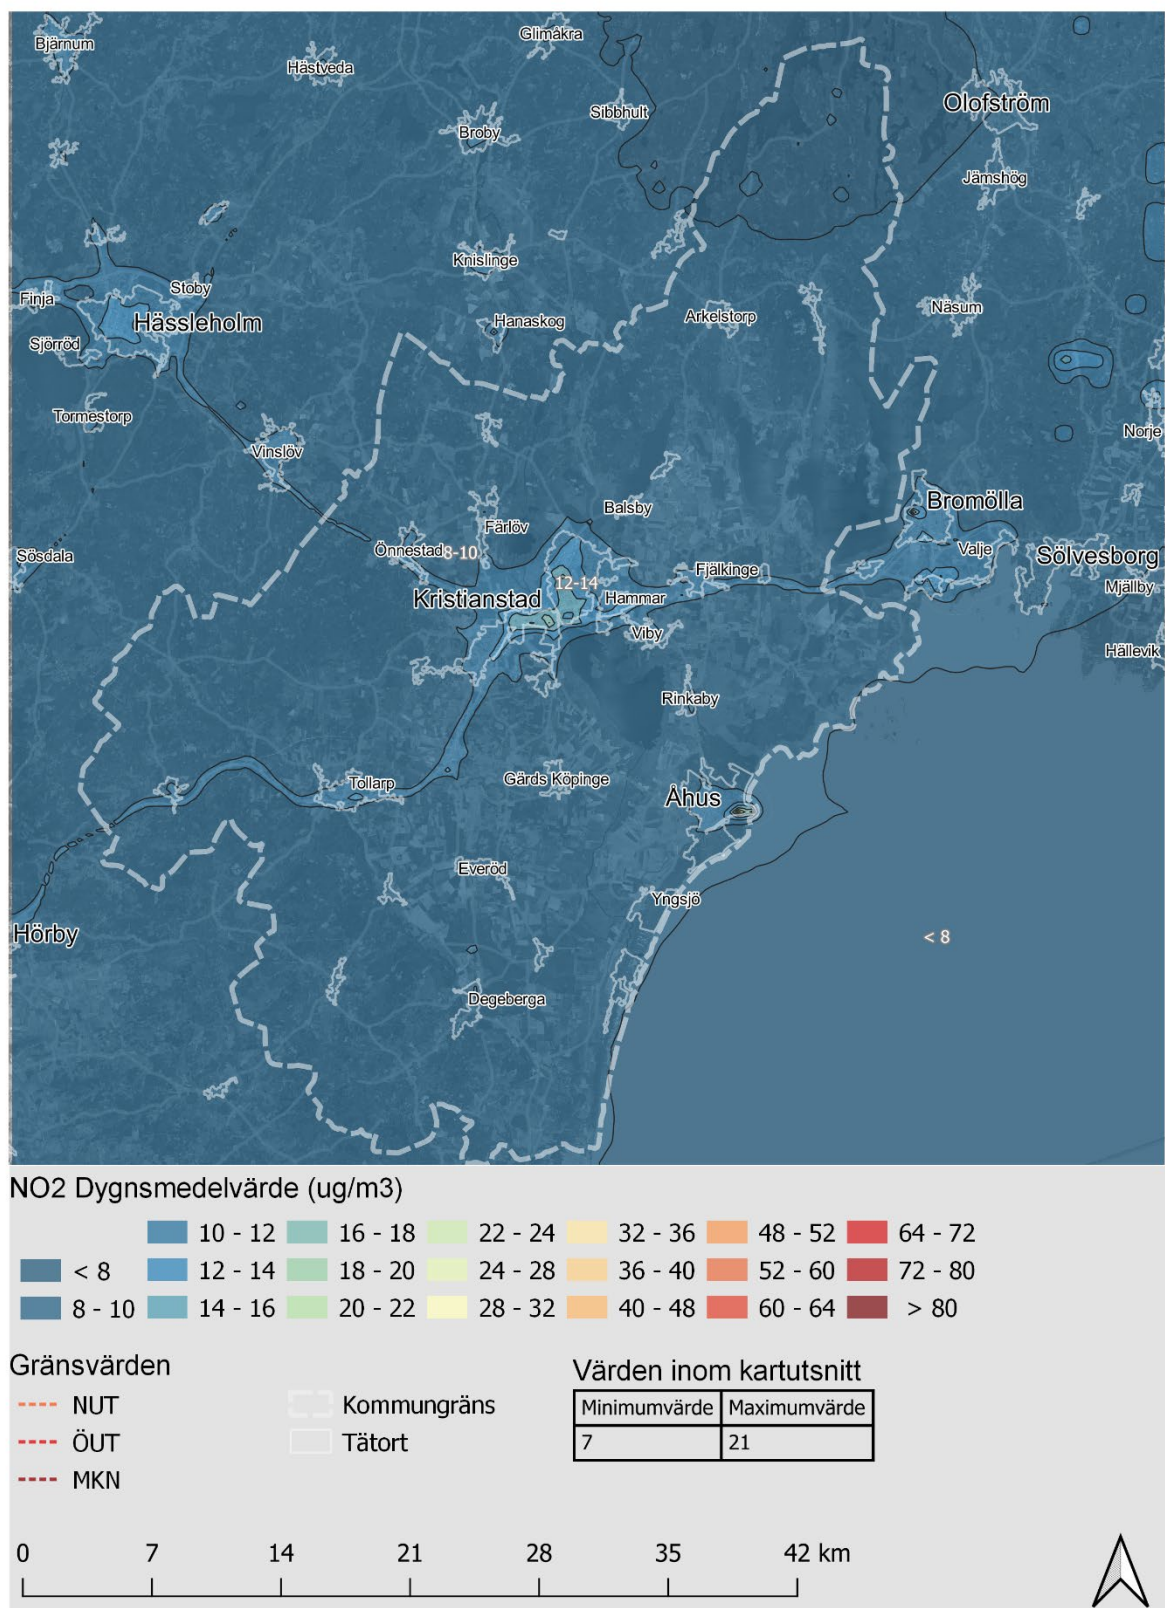 Glimåkra
Bjärnum
Hästveda
Olofström
Sibbhult
Broby
Jämshög
Knislinge
Stoby
Finja
Näsum
Hässleholm
Hanaskog
Arkelstorp
Sjörröd
Tormestorp
Norje
Vinslöv
Bromölla
Balsby
Färlöv
Önnestad
8-10
Valje
Sösdala
Sölvesborg
Fjälkinge
12-14
Kristianstad
Hammar
Mjällby
Viby
Hällevik
Rinkaby
Tollarp
Gärds Köpinge
Åhus
Everöd
Yngsjö
Hörby
< 8
Degeberga
NO2 Dygnsmedelvärde (ug/m3)
10 - 12 16 - 18 22 - 24 32 - 36 48 - 52 64 - 72
< 8 12 - 14 18 - 20 24 - 28 36 - 40 52 - 60 72 - 80
8 - 10 14 - 16 20 - 22 28 - 32 40 - 48 60 - 64 > 80
Gränsvärden
NUT
ÖUT
MKN
Kommungräns
Tätort
Värden inom kartutsnitt
Minimumvärde Maximumvärde
7 21
0 7 14 21 28 35 42 km